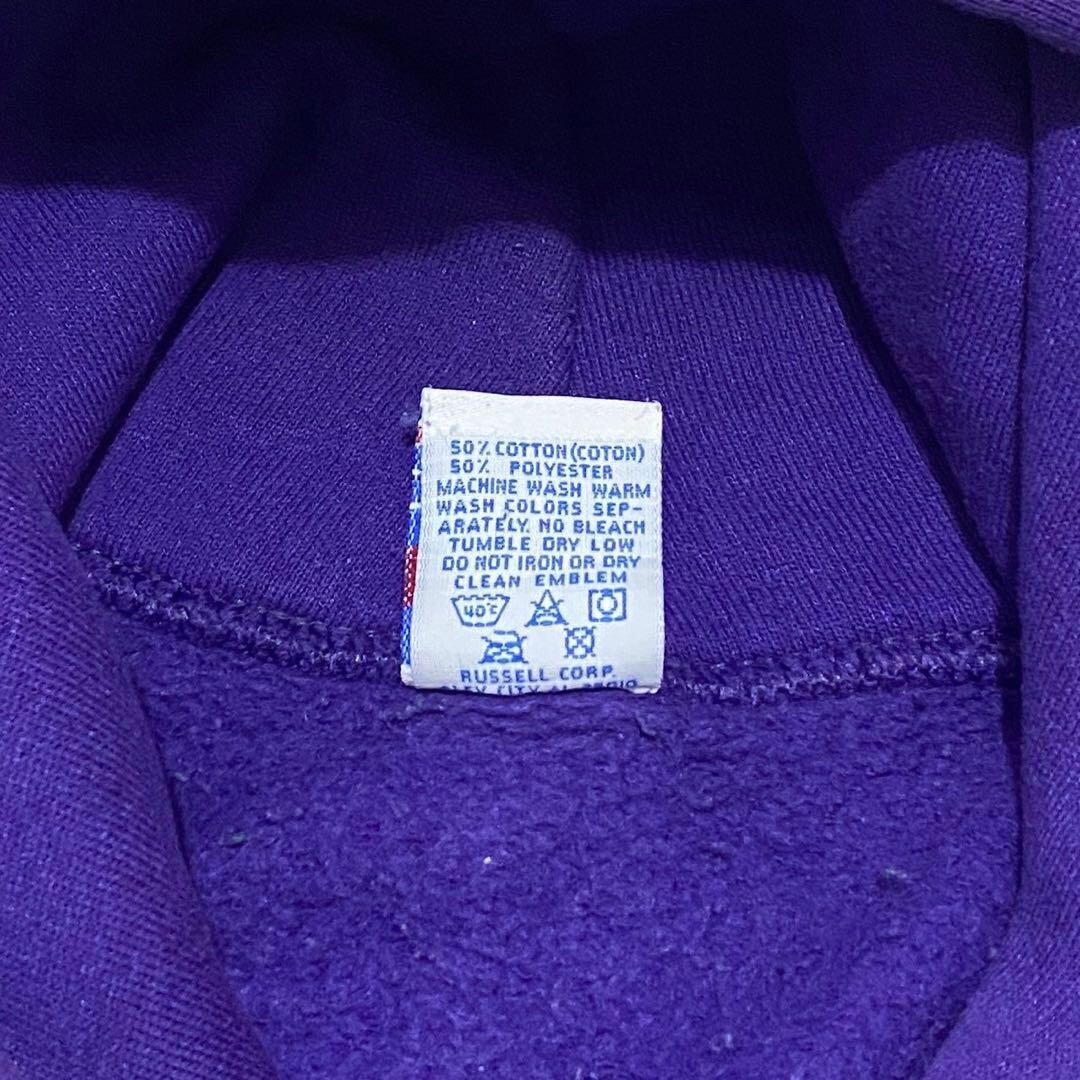 50% COTTON(COTON)
50% POLYESTER
MACHINE WASH WARM
WASH COLORS SEP-
ARATELY. NO BLEACH
TUMBLE DRY LOW
DO NOT IRON OR DRY
CLEAN EMBLEM
40°C
RUSSELL CORP.
CITY